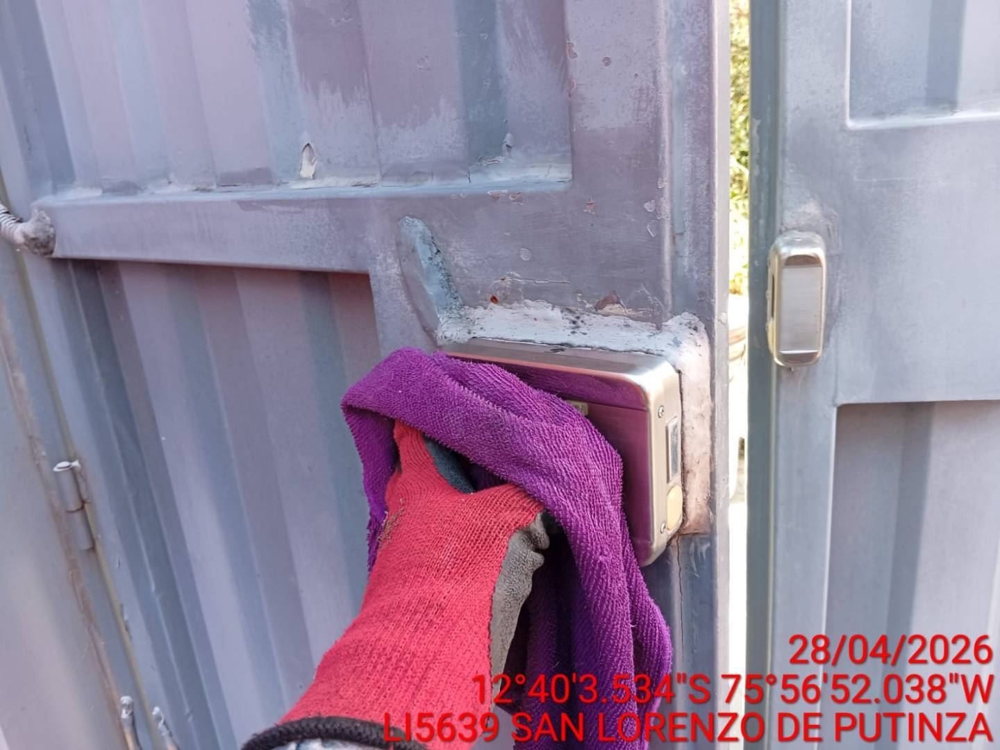 28/04/2026
12°40'3.534"S 75°56'52.038"W
LI5639 SAN LORENZO DE PUTINZA